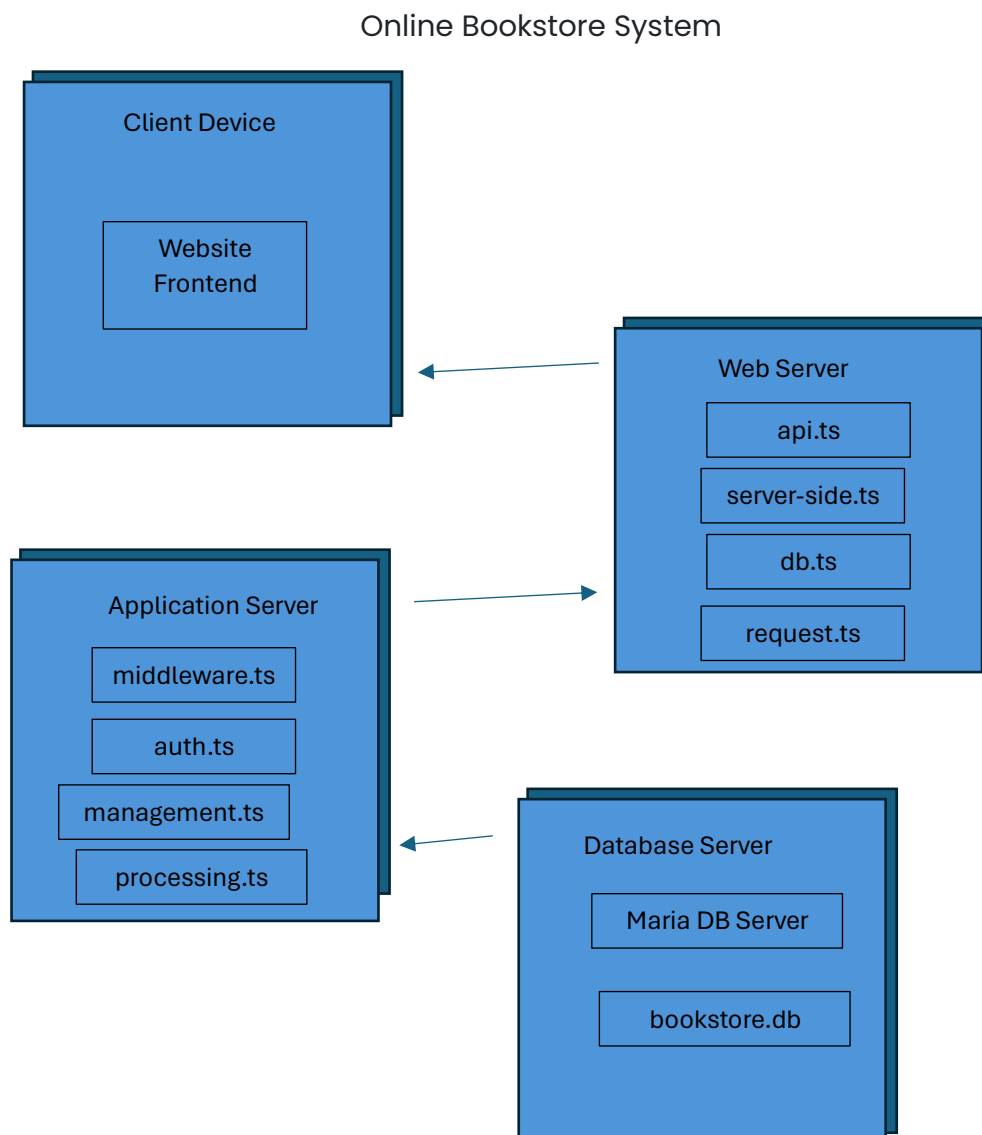 Online Bookstore System
Client Device
Website
Frontend
Web Server
api.ts
server-side.ts
db.ts
request.ts
Application Server
middleware.ts
auth.ts
management.ts
processing.ts
Database Server
Maria DB Server
bookstore.db